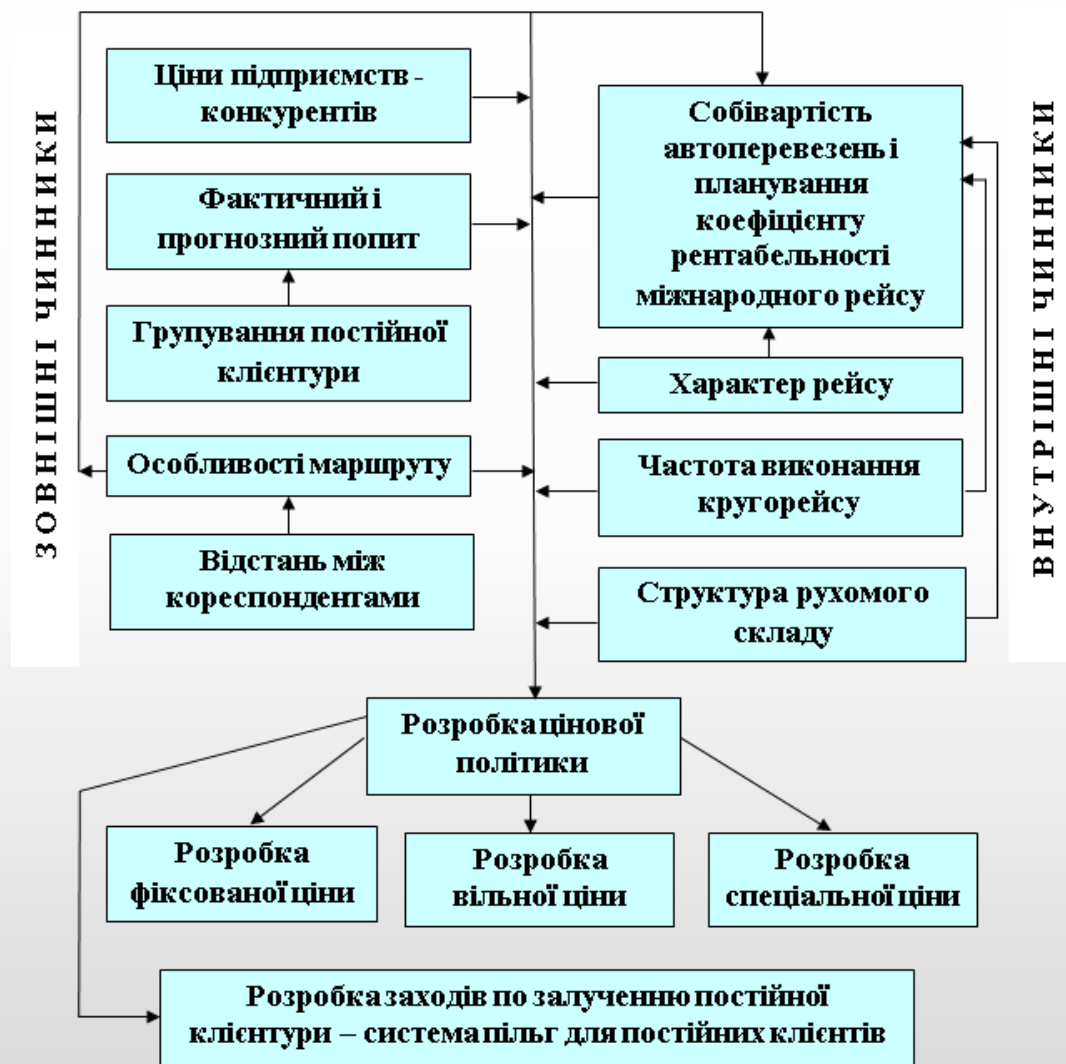 ЗОВНІШНІ ЧИННИКИ
Ціни підприємств -
конкурентів
Фактичний і
прогнозний попит
Групування постійної
клієнтури
Особливості маршруту
Відстань між
кореспондентами
Собівартість
автоперевезень і
планування
коефіцієнту
рентабельності
міжнародного рейсу
Характер рейсу
Частота виконання
кругорейсу
Структура рухомого
складу
ВНУТРІШНІ ЧИННИКИ
Розробка цінової
політики
Розробка
фіксованої ціни
Розробка
вільної ціни
Розробка
спеціальної ціни
Розробка заходів по залученню постійної
клієнтури – система пільг для постійних клієнтів